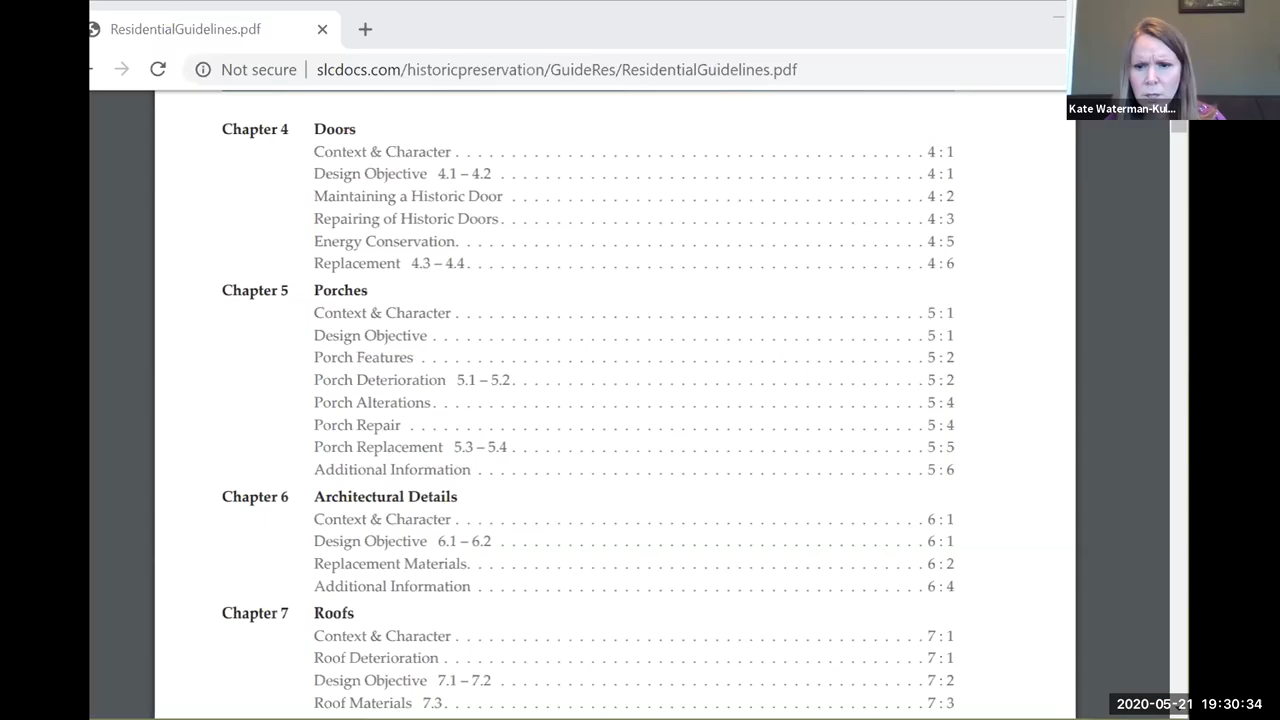 ResidentialGuidelines.pdf
Not secure | slcdocs.com/historicpreservation/GuideRes/ResidentialGuidelines.pdf
Kate Waterman-Kul...
Chapter 4 Doors
Context & Character . . . . . . . . . . 4 : 1
Design Objective 4.1 – 4.2 . . . . . . . . . . 4 : 1
Maintaining a Historic Door . . . . . . . . . . 4 : 2
Repairing of Historic Doors . . . . . . . . . . 4 : 3
Energy Conservation. . . . . . . . . . . 4 : 5
Replacement 4.3 – 4.4 . . . . . . . . . . 4 : 6
Chapter 5 Porches
Context & Character . . . . . . . . . . 5 : 1
Design Objective . . . . . . . . . . 5 : 1
Porch Features . . . . . . . . . . 5 : 2
Porch Deterioration 5.1 – 5.2 . . . . . . . . . . 5 : 2
Porch Alterations . . . . . . . . . . 5 : 4
Porch Repair . . . . . . . . . . 5 : 4
Porch Replacement 5.3 – 5.4 . . . . . . . . . . 5 : 5
Additional Information . . . . . . . . . . 5 : 6
Chapter 6 Architectural Details
Context & Character . . . . . . . . . . 6 : 1
Design Objective 6.1 – 6.2 . . . . . . . . . . 6 : 1
Replacement Materials. . . . . . . . . . . 6 : 2
Additional Information . . . . . . . . . . 6 : 4
Chapter 7 Roofs
Context & Character . . . . . . . . . . 7 : 1
Roof Deterioration . . . . . . . . . . 7 : 1
Design Objective 7.1 – 7.2 . . . . . . . . . . 7 : 2
Roof Materials 7.3 . . . . . . . . . . 7 : 3
2020-05-21 19:30:34